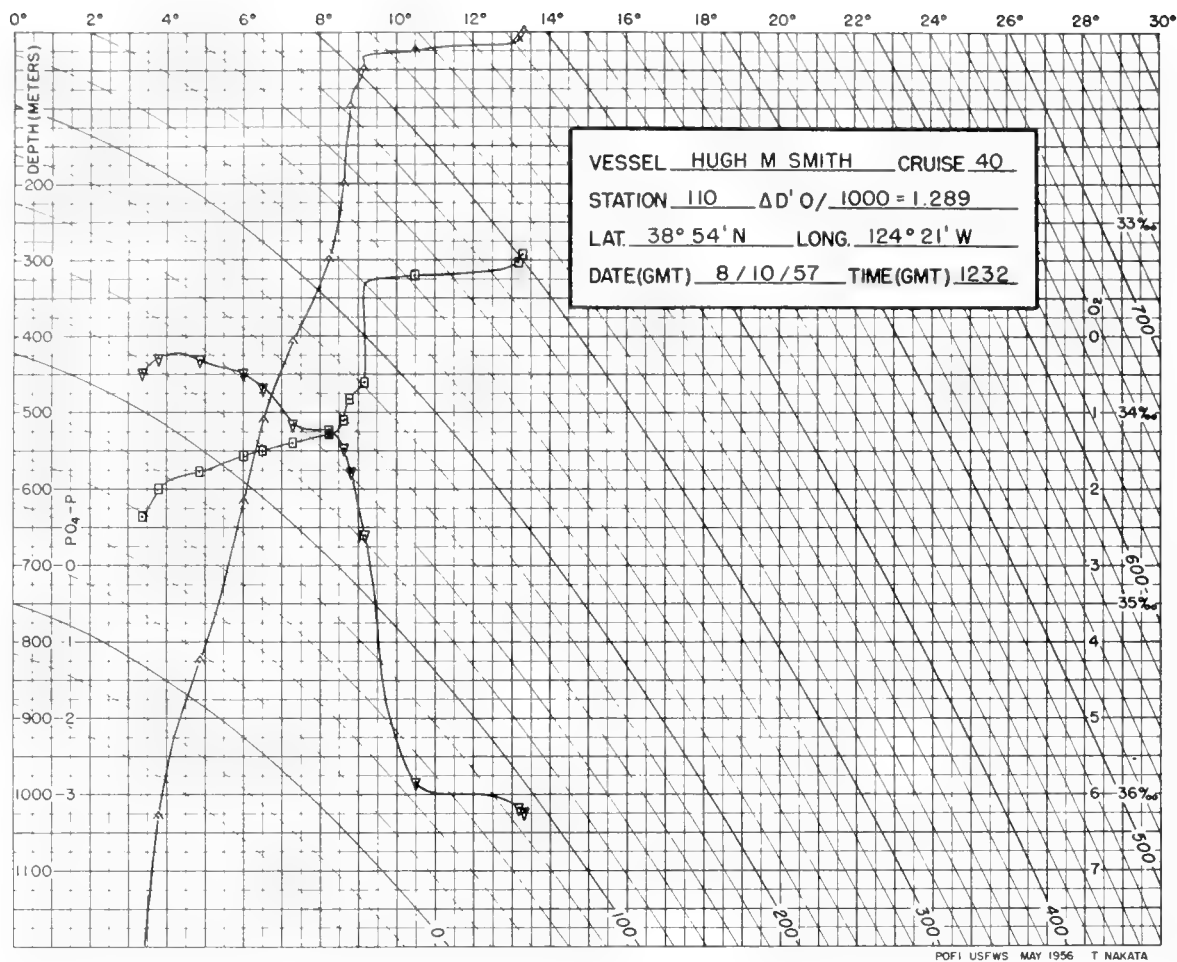 0° 2° 4° 6° 8° 10° 12° 14° 16° 18° 20° 22° 24° 26° 28° 30°
DEPTH (METERS)
VESSEL HUGH M SMITH CRUISE 40
STATION 110 ΔD'O/ 1000 = 1.289
LAT. 38° 54' N LONG. 124° 21' W
DATE(GMT) 8/10/57 TIME(GMT) 1232
200
33‰
300
O₂
700
400 0
500 1 34‰
600 2
PO₄-P
700 0 3
600
35‰
800 1 4
900 2 5
1000 3 6 36‰
500
1100 7
0 100 200 300 400
POFI USFWS MAY 1956 T NAKATA